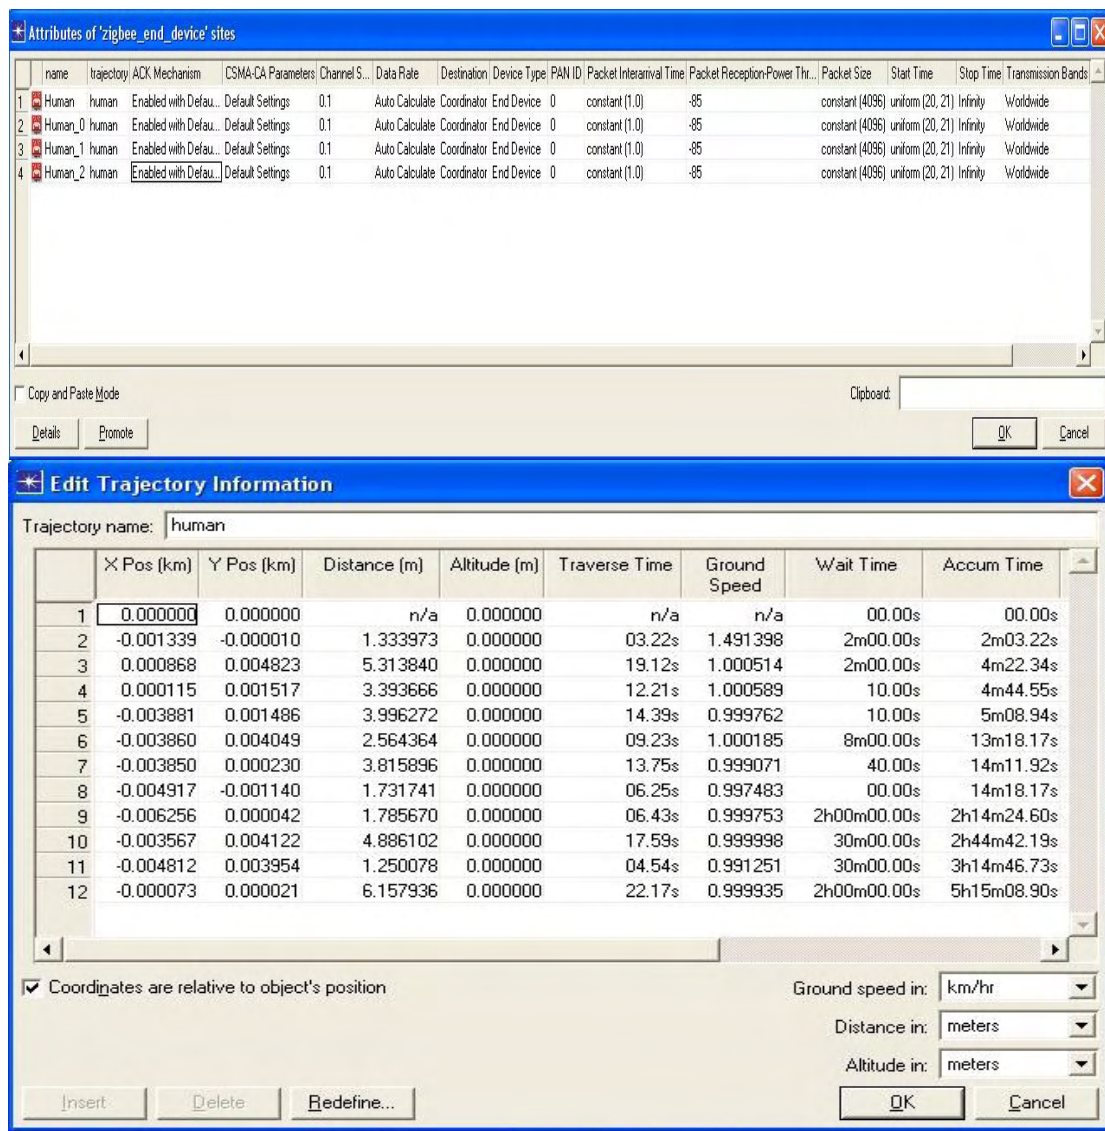 Attributes of 'zigbee_end_device' sites
name trajectory ACK Mechanism CSMA-CA Parameters Channel S... Data Rate Destination Device Type PAN ID Packet Interarrival Time Packet Reception-Power Thr... Packet Size Start Time Stop Time Transmission Bands
1 Human human Enabled with Defau... Default Settings 0.1 Auto Calculate Coordinator End Device 0 constant (1.0) -85 constant (4096) uniform (20, 21) Infinity Worldwide
2 Human_0 human Enabled with Defau... Default Settings 0.1 Auto Calculate Coordinator End Device 0 constant (1.0) -85 constant (4096) uniform (20, 21) Infinity Worldwide
3 Human_1 human Enabled with Defau... Default Settings 0.1 Auto Calculate Coordinator End Device 0 constant (1.0) -85 constant (4096) uniform (20, 21) Infinity Worldwide
4 Human_2 human Enabled with Defau... Default Settings 0.1 Auto Calculate Coordinator End Device 0 constant (1.0) -85 constant (4096) uniform (20, 21) Infinity Worldwide
Copy and Paste Mode Clipboard:
Details Promote OK Cancel
Edit Trajectory Information
Trajectory name: human
X Pos (km) Y Pos (km) Distance (m) Altitude (m) Traverse Time Ground Speed Wait Time Accum Time
1 0.000000 0.000000 n/a 0.000000 n/a n/a 00.00s 00.00s
2 -0.001339 -0.000010 1.333973 0.000000 03.22s 1.491398 2m00.00s 2m03.22s
3 0.000868 0.004823 5.313840 0.000000 19.12s 1.000514 2m00.00s 4m22.34s
4 0.000115 0.001517 3.393666 0.000000 12.21s 1.000589 10.00s 4m44.55s
5 -0.003881 0.001486 3.996272 0.000000 14.39s 0.999762 10.00s 5m08.94s
6 -0.003860 0.004049 2.564364 0.000000 09.23s 1.000185 8m00.00s 13m18.17s
7 -0.003850 0.000230 3.815896 0.000000 13.75s 0.999071 40.00s 14m11.92s
8 -0.004917 -0.001140 1.731741 0.000000 06.25s 0.997483 00.00s 14m18.17s
9 -0.006256 0.000042 1.785670 0.000000 06.43s 0.999753 2h00m00.00s 2h14m24.60s
10 -0.003567 0.004122 4.886102 0.000000 17.59s 0.999998 30m00.00s 2h44m42.19s
11 -0.004812 0.003954 1.250078 0.000000 04.54s 0.991251 30m00.00s 3h14m46.73s
12 -0.000073 0.000021 6.157936 0.000000 22.17s 0.999935 2h00m00.00s 5h15m08.90s
Coordinates are relative to object's position Ground speed in: km/hr
Distance in: meters
Altitude in: meters
Insert Delete Redefine... OK Cancel